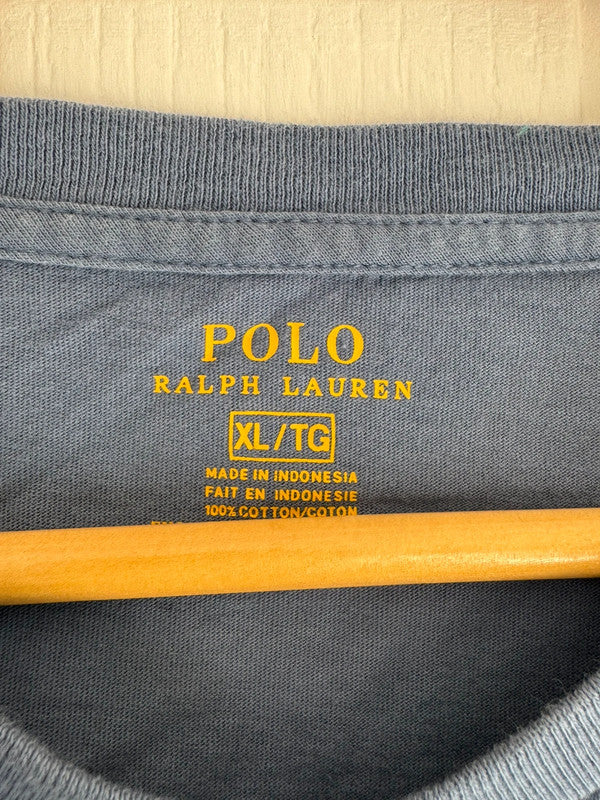 POLO
RALPH LAUREN
XL/TG
MADE IN INDONESIA
FAIT EN INDONESIE
100% COTTON/COTON